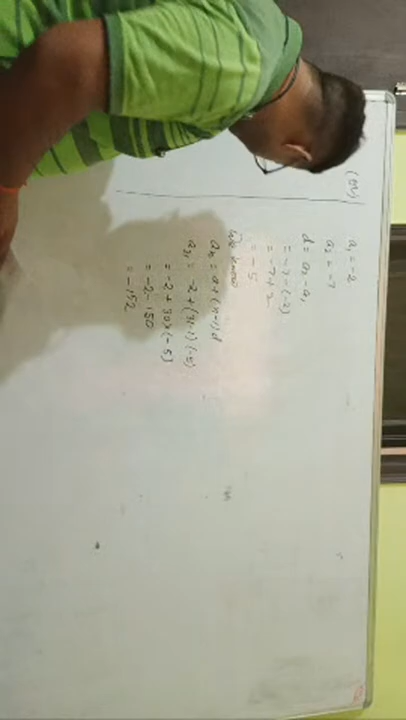 (iv)
a₁ = -2
a₂ = -7
d = a₂ - a₁
= -7 - (-2)
= -7 + 2
= -5
We know
aₙ = a + (n-1)d
a₃₁ = -2 + (31-1)(-5)
= -2 + 30 × (-5)
= -2 - 150
= -152